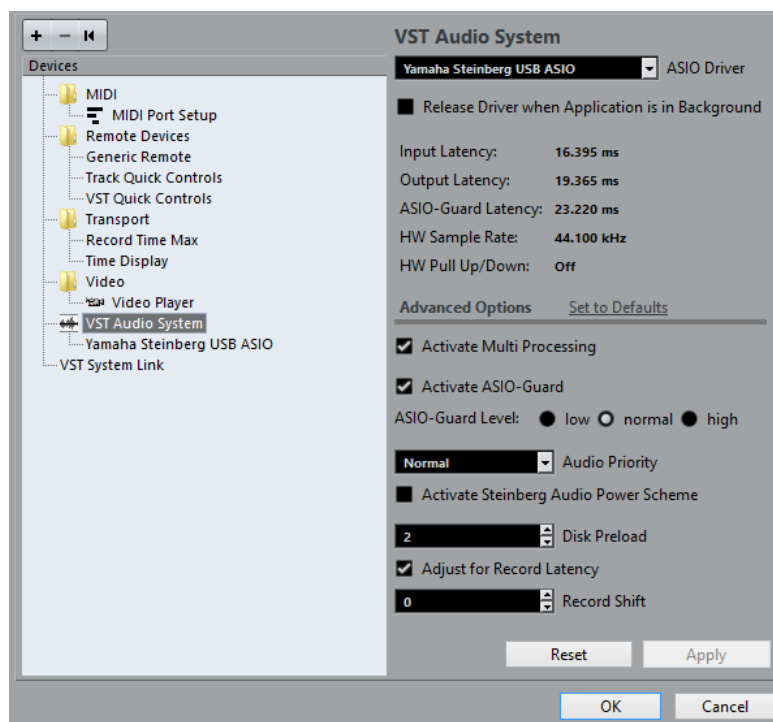 Devices
MIDI
MIDI Port Setup
Remote Devices
Generic Remote
Track Quick Controls
VST Quick Controls
Transport
Record Time Max
Time Display
Video
Video Player
VST Audio System
Yamaha Steinberg USB ASIO
VST System Link
VST Audio System
Yamaha Steinberg USB ASIO ASIO Driver
Release Driver when Application is in Background
Input Latency: 16.395 ms
Output Latency: 19.365 ms
ASIO-Guard Latency: 23.220 ms
HW Sample Rate: 44.100 kHz
HW Pull Up/Down: Off
Advanced Options Set to Defaults
Activate Multi Processing
Activate ASIO-Guard
ASIO-Guard Level: low normal high
Normal Audio Priority
Activate Steinberg Audio Power Scheme
2 Disk Preload
Adjust for Record Latency
0 Record Shift
Reset Apply
OK Cancel